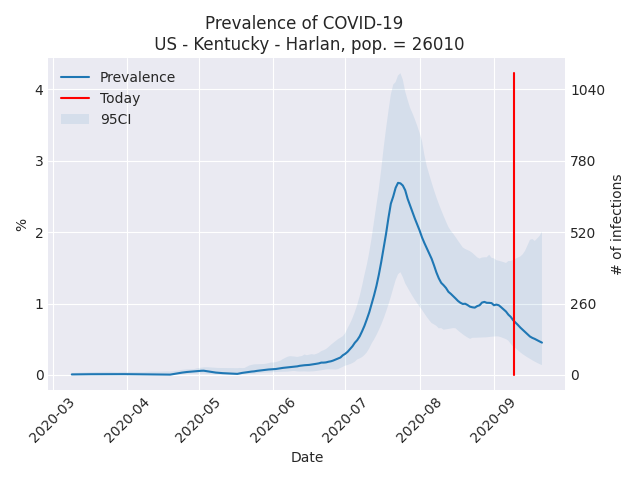 Prevalence of COVID-19
US - Kentucky - Harlan, pop. = 26010
Prevalence
Today
95CI
4
3
2
1
0
%
1040
780
520
260
0
# of infections
2020-03
2020-04
2020-05
2020-06
2020-07
2020-08
2020-09
Date